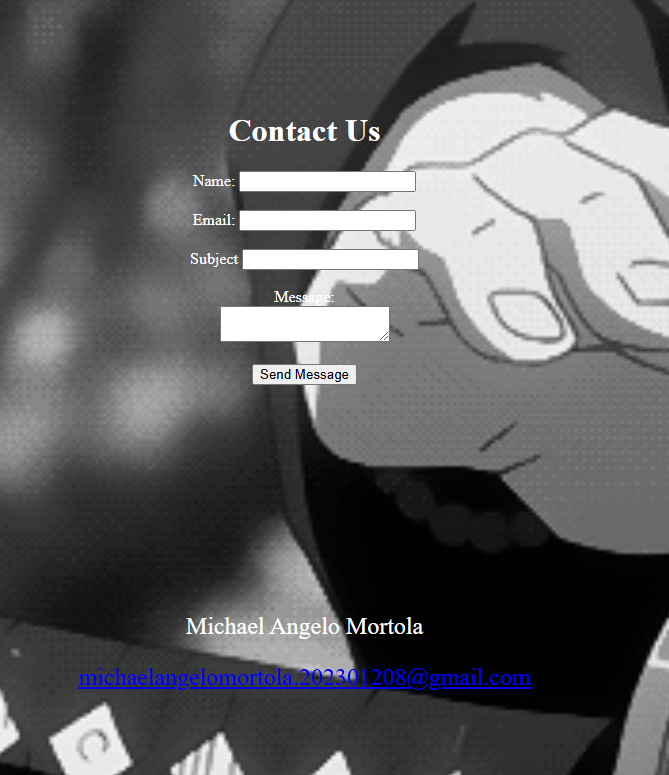 Contact Us
Name:
Email:
Subject
Message:
Send Message
Michael Angelo Mortola
michaelangelomortola.202301208@gmail.com